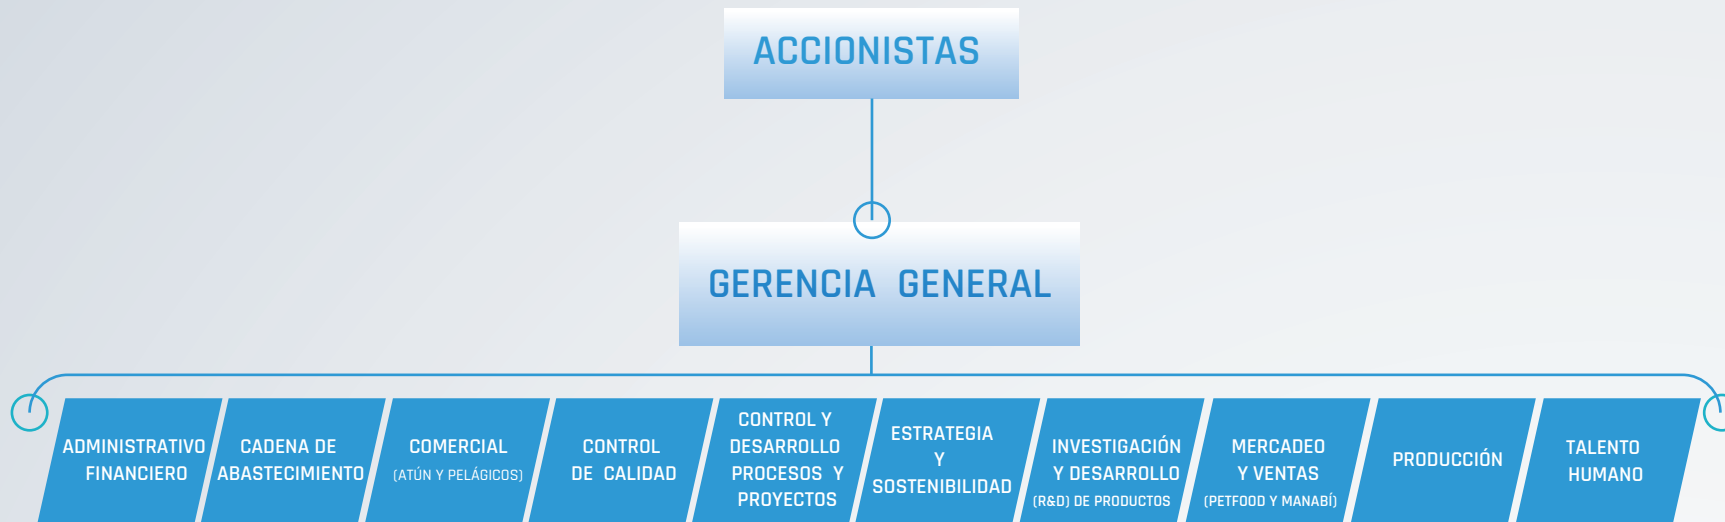 ACCIONISTAS
GERENCIA GENERAL
ADMINISTRATIVO
FINANCIERO
CADENA DE
ABASTECIMIENTO
COMERCIAL
(ATÚN Y PELÁGICOS)
CONTROL
DE CALIDAD
CONTROL Y
DESARROLLO
PROCESOS Y
PROYECTOS
ESTRATEGIA
Y
SOSTENIBILIDAD
INVESTIGACIÓN
Y DESARROLLO
(R&D) DE PRODUCTOS
MERCADEO
Y VENTAS
(PETFOOD Y MANABÍ)
PRODUCCIÓN
TALENTO
HUMANO